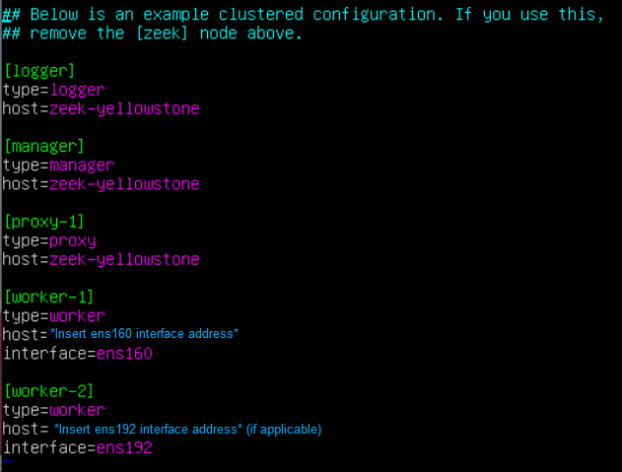 ## Below is an example clustered configuration. If you use this,
## remove the [zeek] node above.
[logger]
type=logger
host=zeek-yellowstone
[manager]
type=manager
host=zeek-yellowstone
[proxy-1]
type=proxy
host=zeek-yellowstone
[worker-1]
type=worker
host= *Insert ens160 interface address*
interface=ens160
[worker-2]
type=worker
host= *Insert ens192 interface address* (if applicable)
interface=ens192
~